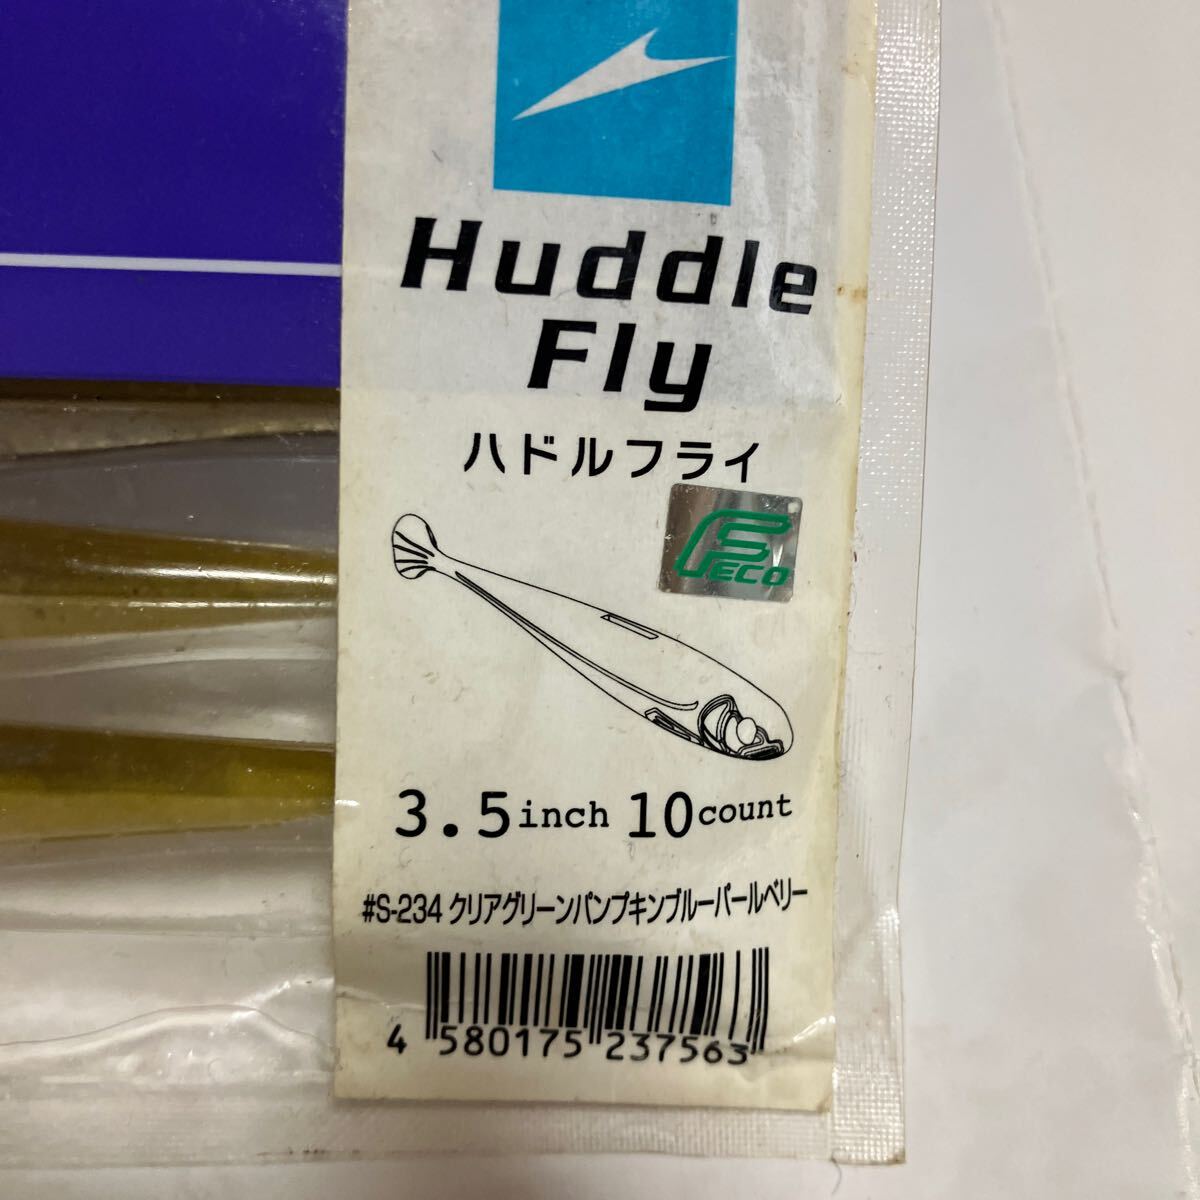 Huddle
Fly
ハドルフライ
FECO
3.5inch 10count
#S-234 クリアグリーンパンプキンブルーパールベリー
4 580175 237563